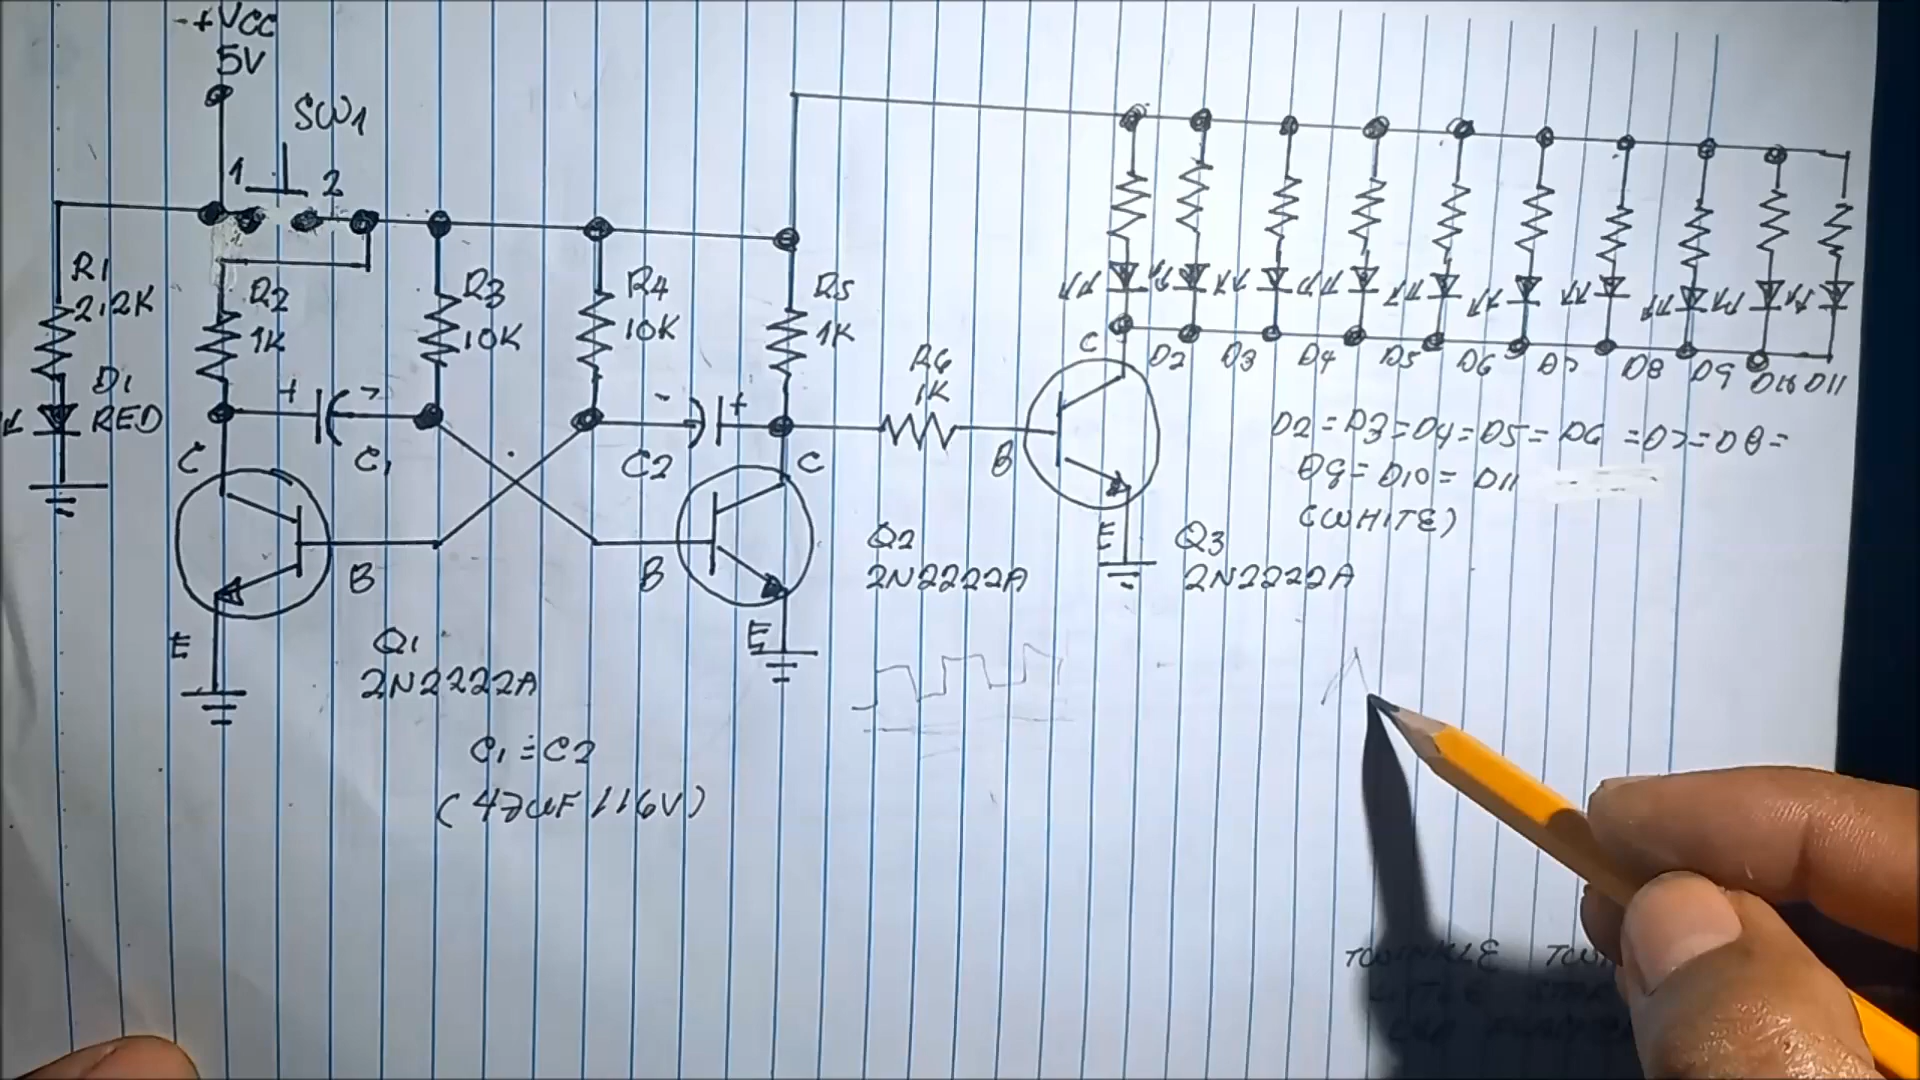 -+VCC
5V
SW1
1 2
R1
2.2K
R2
1K
R3
10K
R4
10K
R5
1K
D1
RED
+ -
C1
- +
C2
C
B
E
Q1
2N2222A
C
B
E
Q2
2N2222A
R6
1K
C
B
E
Q3
2N2222A
D2 D3 D4 D5 D6 D7 D8 D9 D10 D11
D2=D3=D4=D5=D6=D7=D8=
D9=D10=D11
(WHITE)
C1=C2
(47uF/16V)
TWINKLE